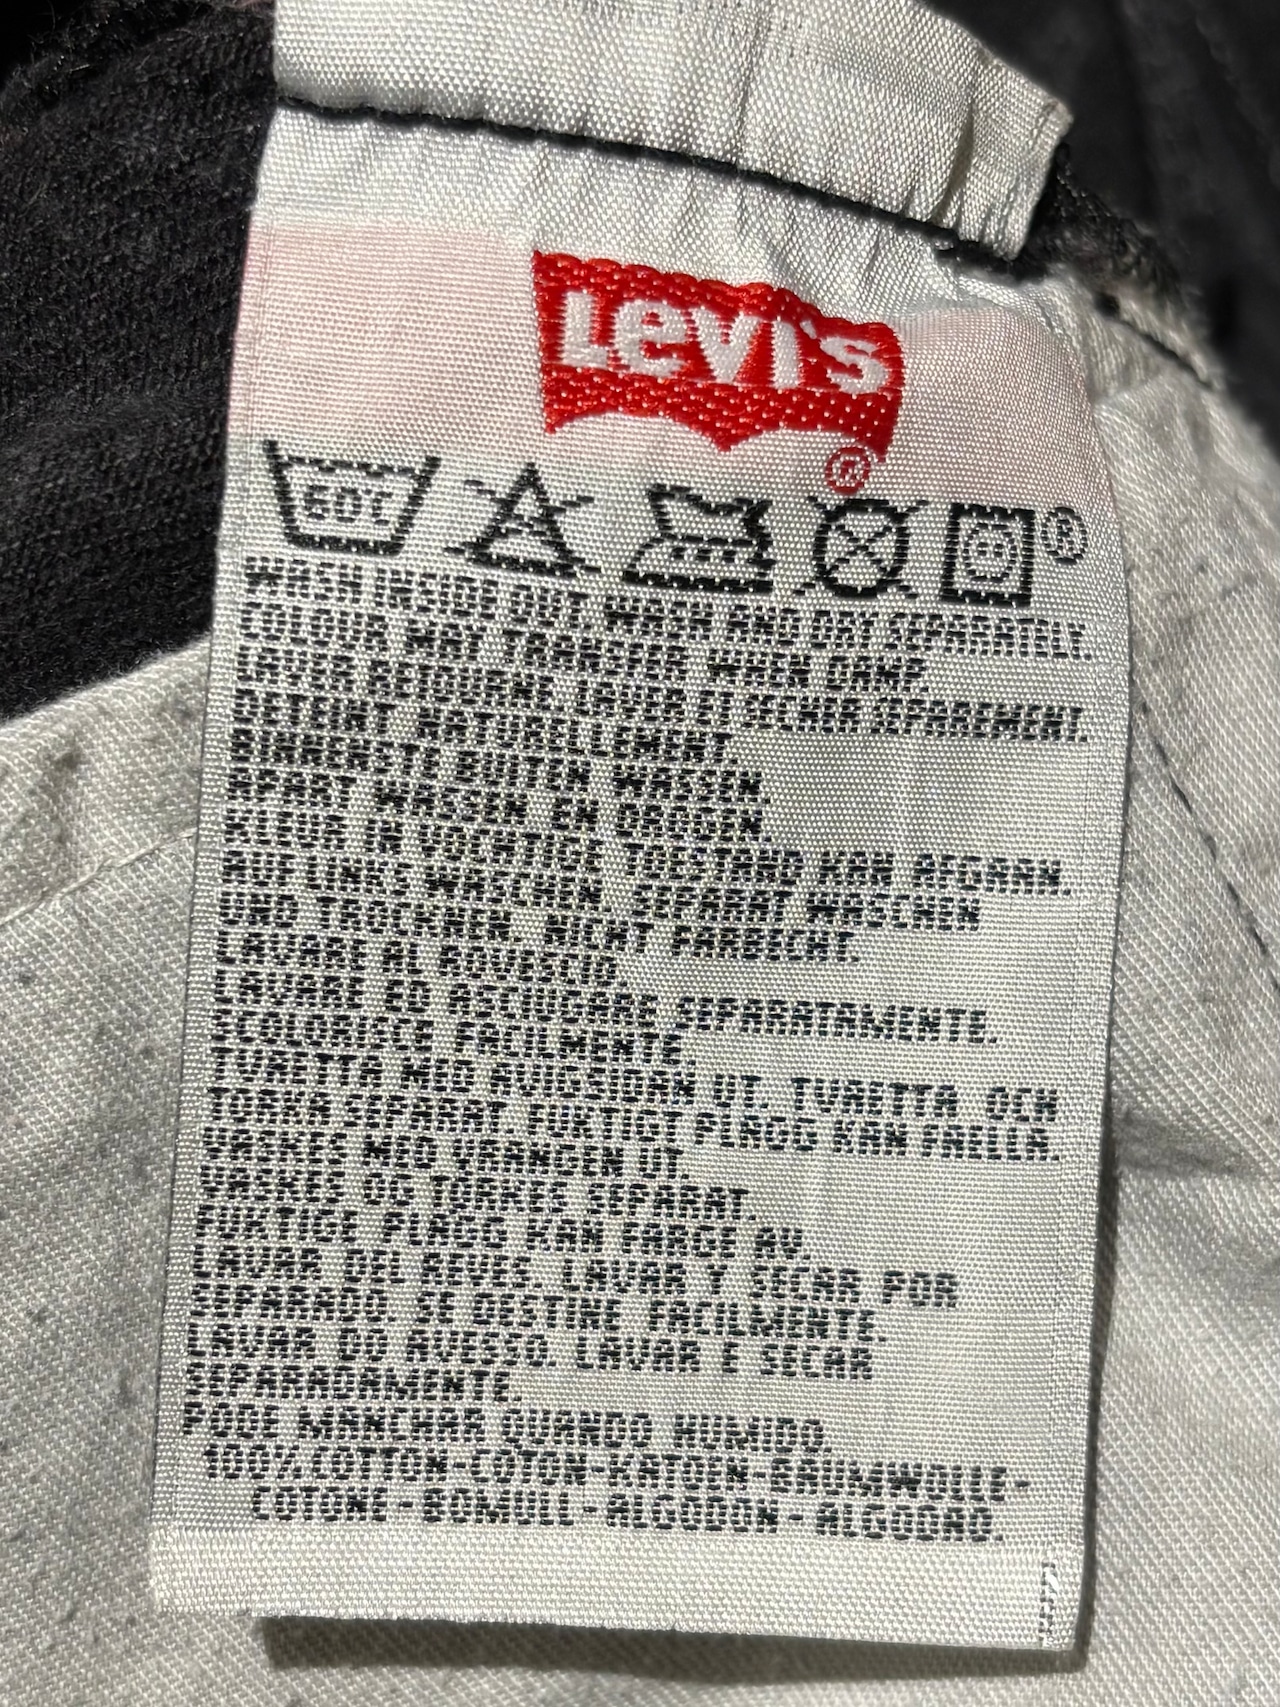 Levi's
®
60°C
®
WASH INSIDE OUT. WASH AND DRY SEPARATELY.
COLOUR MAY TRANSFER WHEN DAMP.
LAVER RETOURNE. LAVER ET SECHER SEPAREMENT.
DETEINT NATURELLEMENT.
BINNENSTE BUITEN WASSEN.
APART WASSEN EN DROGEN.
KLEUR IN VOCHTIGE TOESTAND KAN AFGAAN.
AUF LINKS WASCHEN. SEPARAT WASCHEN
UND TROCKNEN. NICHT FARBECHT.
LAVARE AL ROVESCIO.
LAVARE ED ASCIUGARE SEPARATAMENTE.
SCOLORISCE FACILMENTE.
TVAETTA MED AVIGSIDAN UT. TVAETTA OCH
TORKA SEPARAT. FUKTIGT PLAGG KAN FAELLA.
VASKES MED VRANGEN UT.
VASKES OG TORKES SEPARAT.
FUKTIGE PLAGG KAN FARGE AV.
LAVAR DEL REVES. LAVAR Y SECAR POR
SEPARADO. SE DESTINE FACILMENTE.
LAVAR DO AVESSO. LAVAR E SECAR
SEPARADAMENTE.
PODE MANCHAR QUANDO HUMIDO.
100% COTTON-COTON-KATOEN-BAUMWOLLE-
COTONE-BOMULL-ALGODON-ALGODAO.